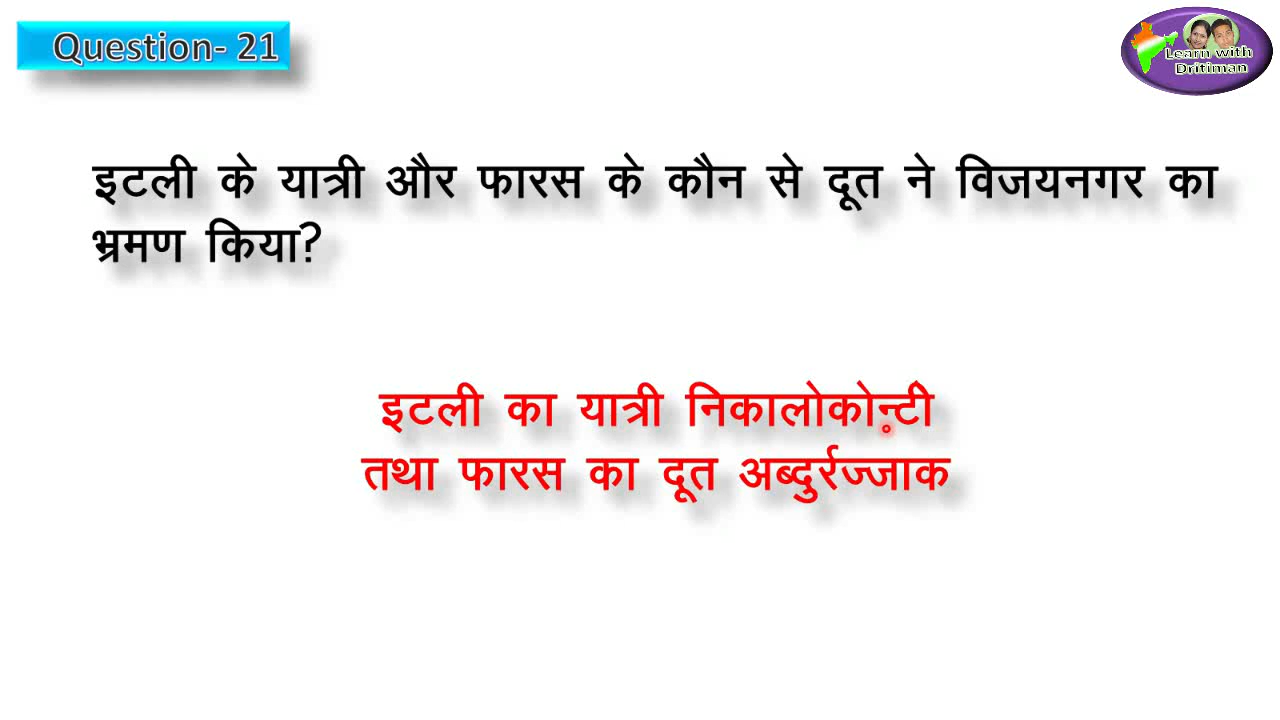 Question- 21
Learn with
Dritiman
इटली के यात्री और फारस के कौन से दूत ने विजयनगर का
भ्रमण किया?
इटली का यात्री निकालोकोन्टी
तथा फारस का दूत अब्दुर्रज्जाक